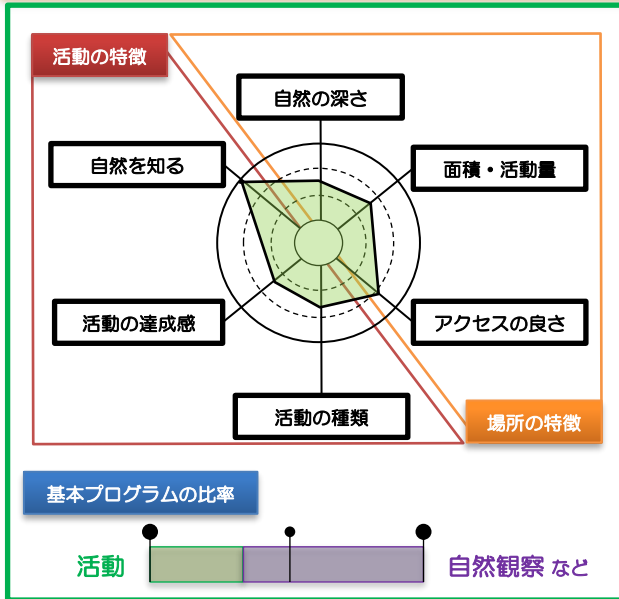 活動の特徴
自然の深さ
自然を知る
面積・活動量
活動の達成感
アクセスの良さ
活動の種類
場所の特徴
基本プログラムの比率
活動
自然観察 など